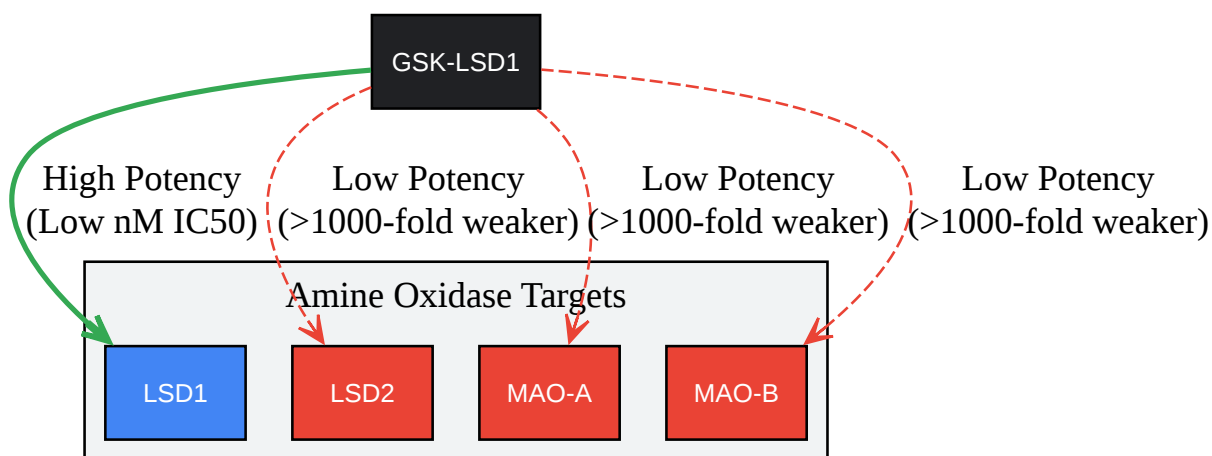 GSK-LSD1
High Potency
(Low nM IC50)
Low Potency
(>1000-fold weaker)
Low Potency
(>1000-fold weaker)
Low Potency
(>1000-fold weaker)
Amine Oxidase Targets
LSD1
LSD2
MAO-A
MAO-B